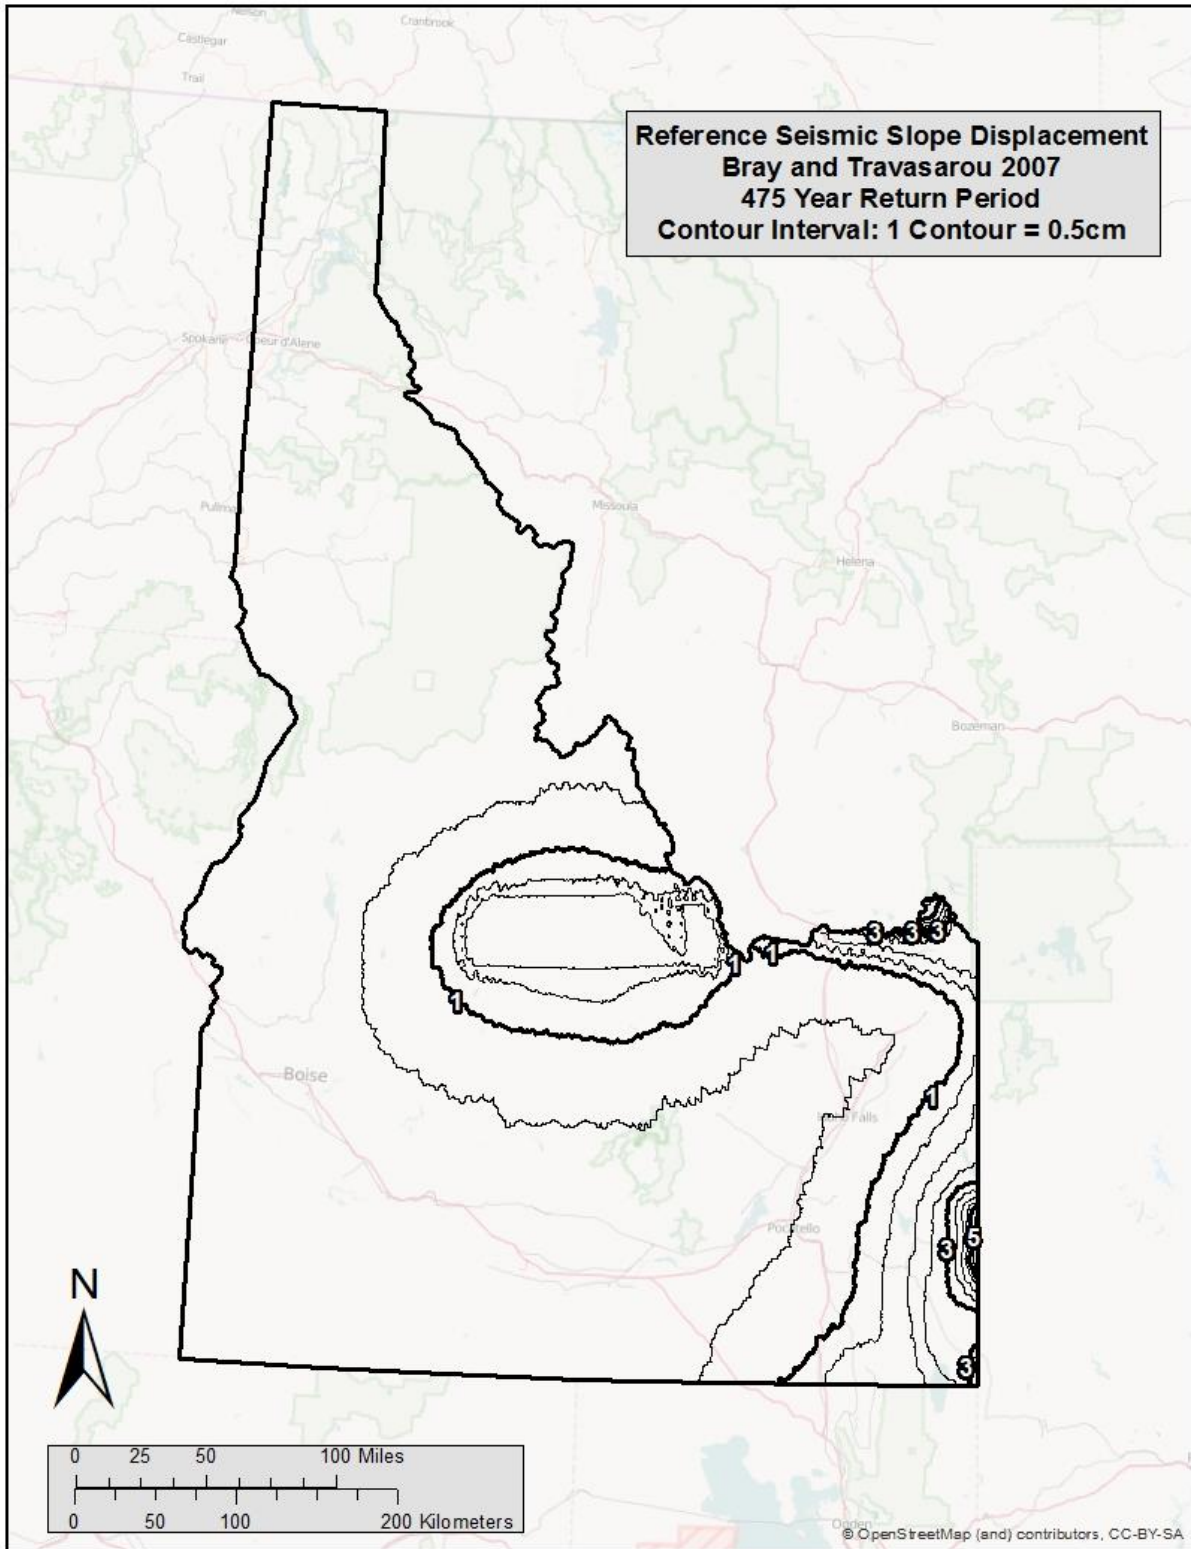 Nelson
Cranbrook
Castlegar
Trail
Reference Seismic Slope Displacement
Bray and Travasarou 2007
475 Year Return Period
Contour Interval: 1 Contour = 0.5cm
Spokane
Coeur d'Alene
Pullma
Missoula
Helena
Bozeman
3 3 3
1 1
1
Boise
1
Falls
Pocatello
5
3
N
3
0 25 50 100 Miles
0 50 100 200 Kilometers
Ogden
© OpenStreetMap (and) contributors, CC-BY-SA